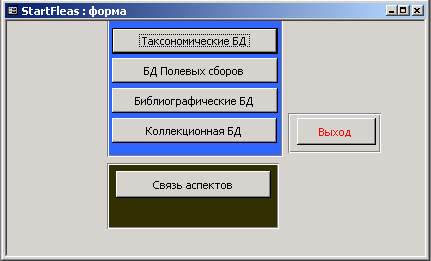 StartFleas : форма
Таксономические БД
БД Полевых сборов
Библиографические БД
Коллекционная БД
Выход
Связь аспектов